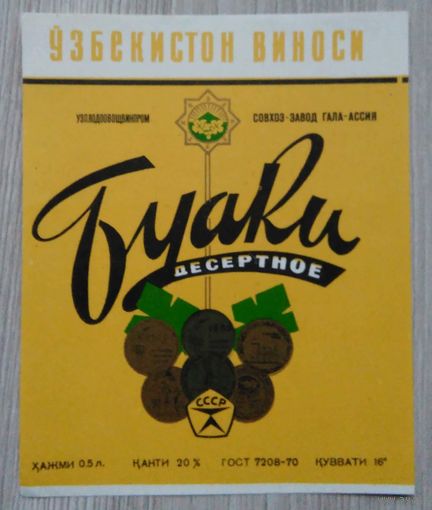 ЎЗБЕКИСТОН ВИНОСИ
УЗПЛОДООВОЩВИНПРОМ
СОВХОЗ-ЗАВОД ГАЛА-АССИЯ
Буаки
ДЕСЕРТНОЕ
СССР
ҲАЖМИ 0.5 л. ҚАНТИ 20% ГОСТ 7208-70 ҚУВВАТИ 16°